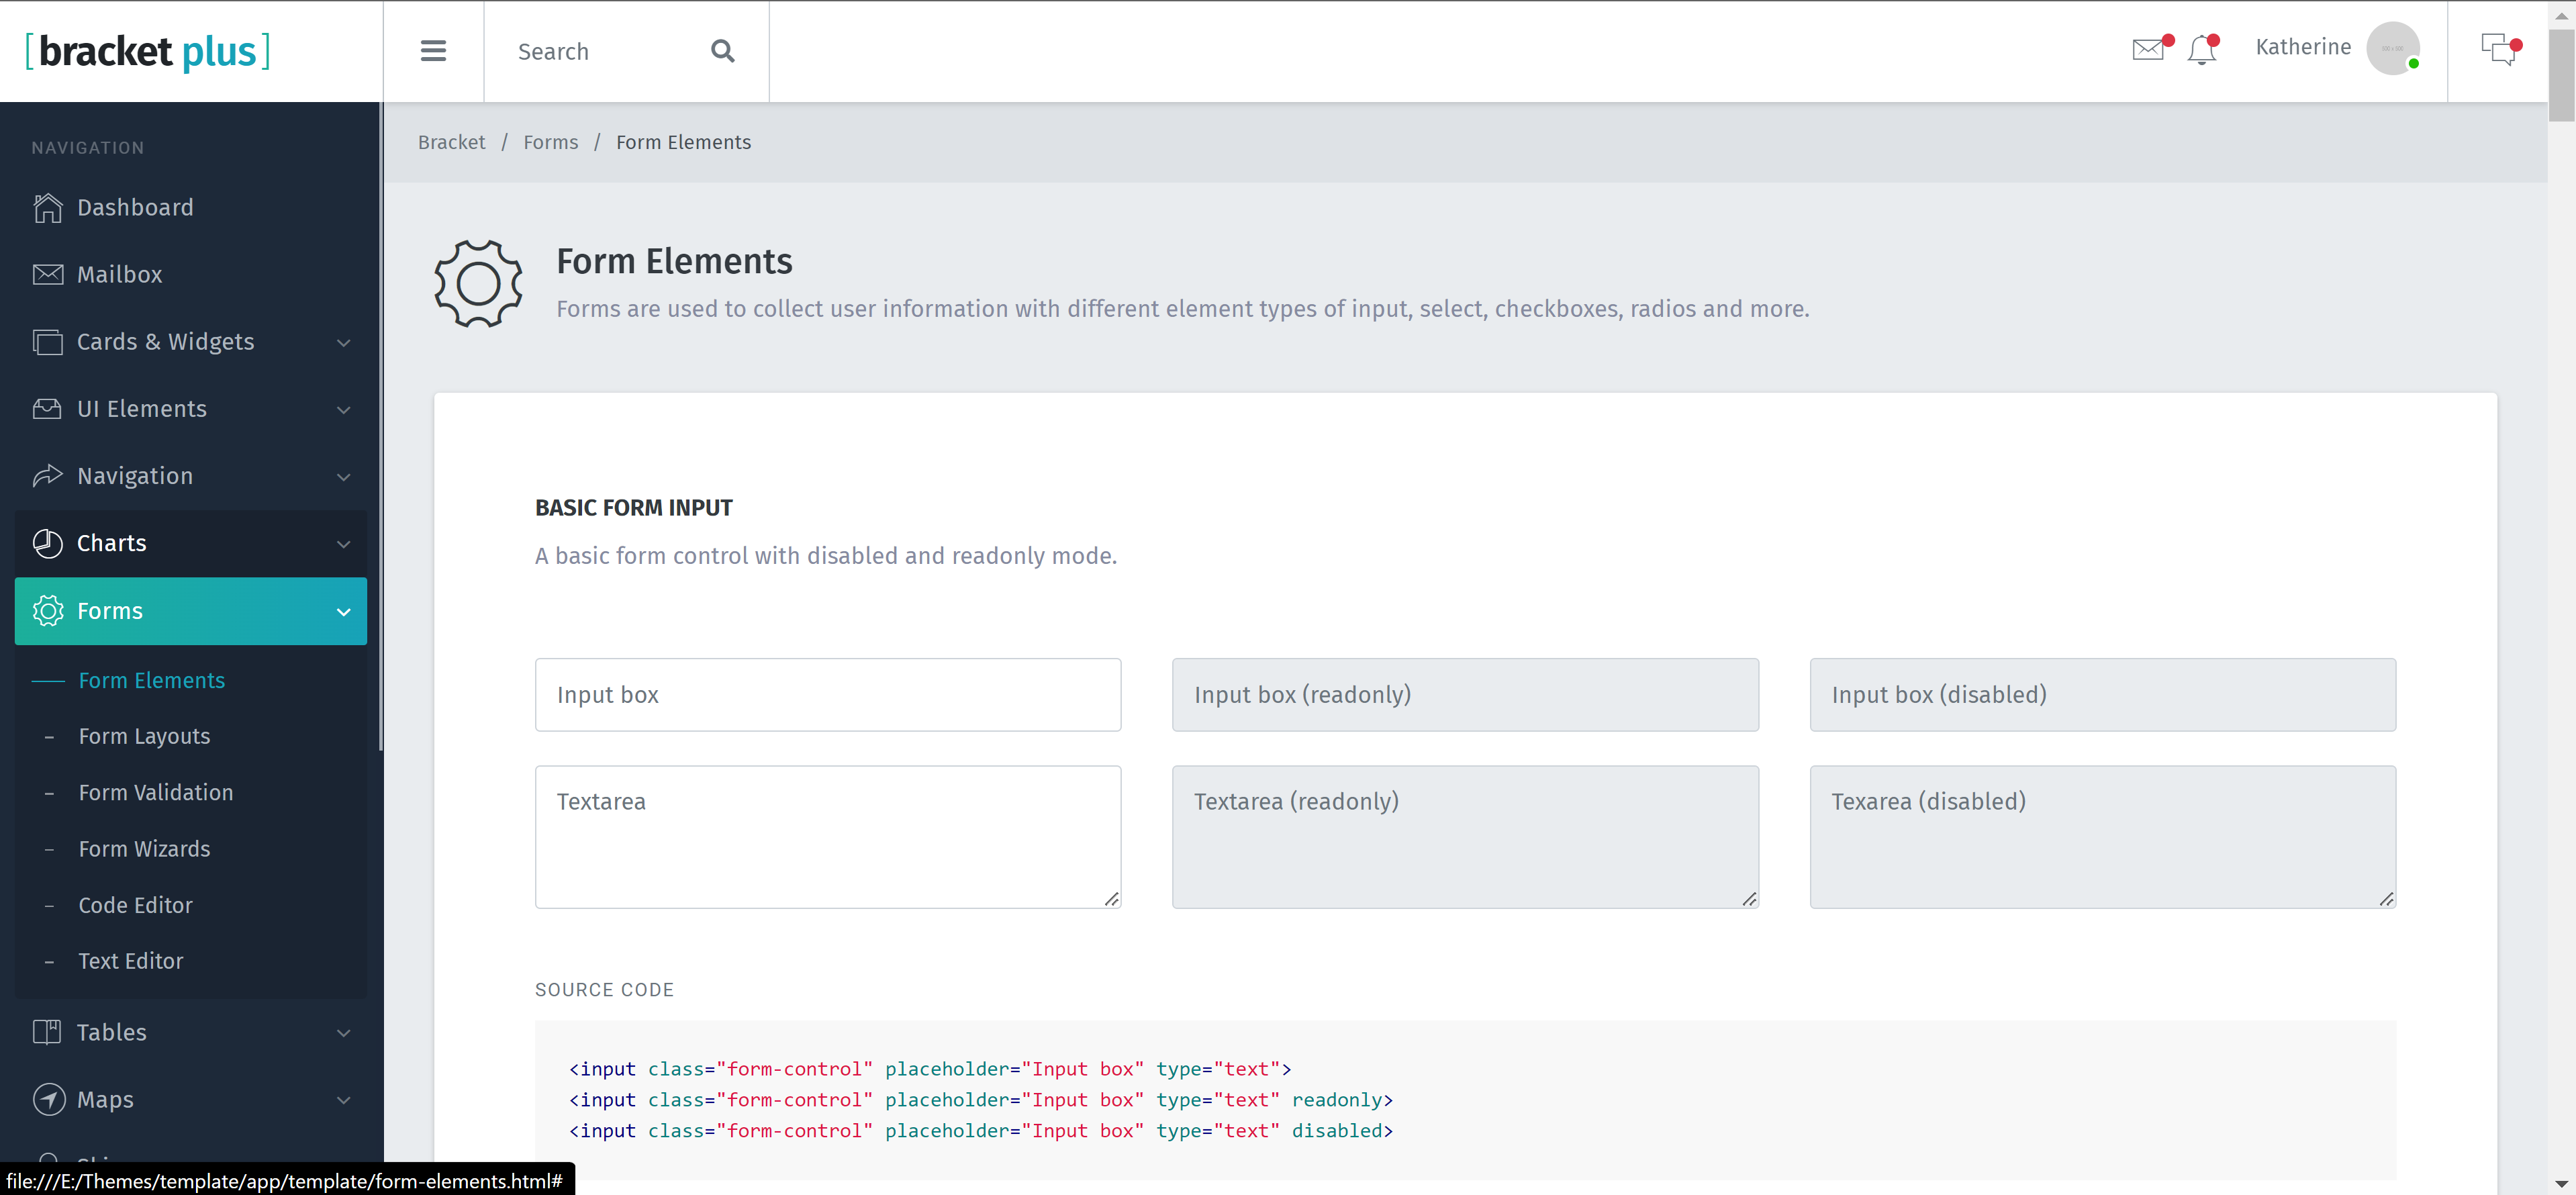 [bracket plus]
Search
Katherine
NAVIGATION
Dashboard
Mailbox
Cards & Widgets
UI Elements
Navigation
Charts
Forms
Form Elements
Form Layouts
Form Validation
Form Wizards
Code Editor
Text Editor
Tables
Maps
Bracket / Forms / Form Elements
Form Elements
Forms are used to collect user information with different element types of input, select, checkboxes, radios and more.
BASIC FORM INPUT
A basic form control with disabled and readonly mode.
Input box
Input box (readonly)
Input box (disabled)
Textarea
Textarea (readonly)
Texarea (disabled)
SOURCE CODE
<input class="form-control" placeholder="Input box" type="text">
<input class="form-control" placeholder="Input box" type="text" readonly>
<input class="form-control" placeholder="Input box" type="text" disabled>
file:///E:/Themes/template/app/template/form-elements.html#